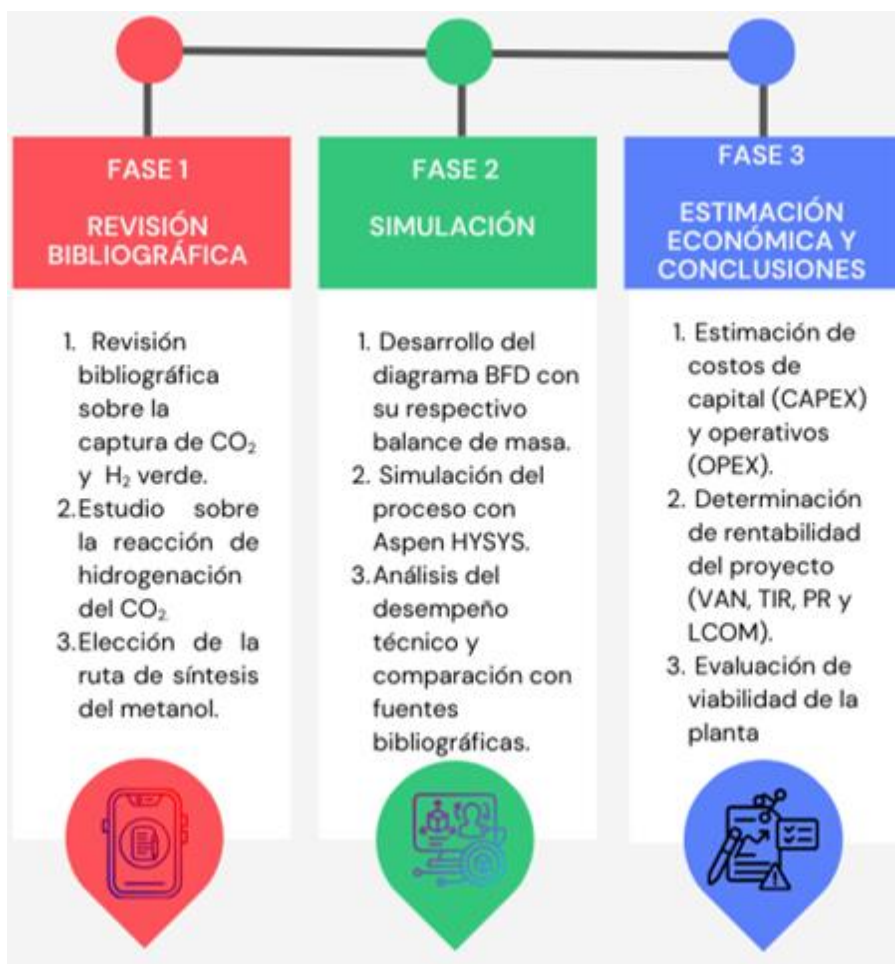 FASE 1
REVISIÓN
BIBLIOGRÁFICA
1. Revisión
bibliográfica
sobre la
captura de CO₂
y H₂ verde.
2.Estudio sobre
la reacción de
hidrogenación
del CO₂.
3.Elección de la
ruta de síntesis
del metanol.
FASE 2
SIMULACIÓN
1. Desarrollo del
diagrama BFD con
su respectivo
balance de masa.
2. Simulación del
proceso con
Aspen HYSYS.
3.Análisis del
desempeño
técnico y
comparación con
fuentes
bibliográficas.
FASE 3
ESTIMACIÓN
ECONÓMICA Y
CONCLUSIONES
1. Estimación de
costos de
capital (CAPEX)
y operativos
(OPEX).
2. Determinación
de rentabilidad
del proyecto
(VAN, TIR, PR y
LCOM).
3. Evaluación de
viabilidad de la
planta